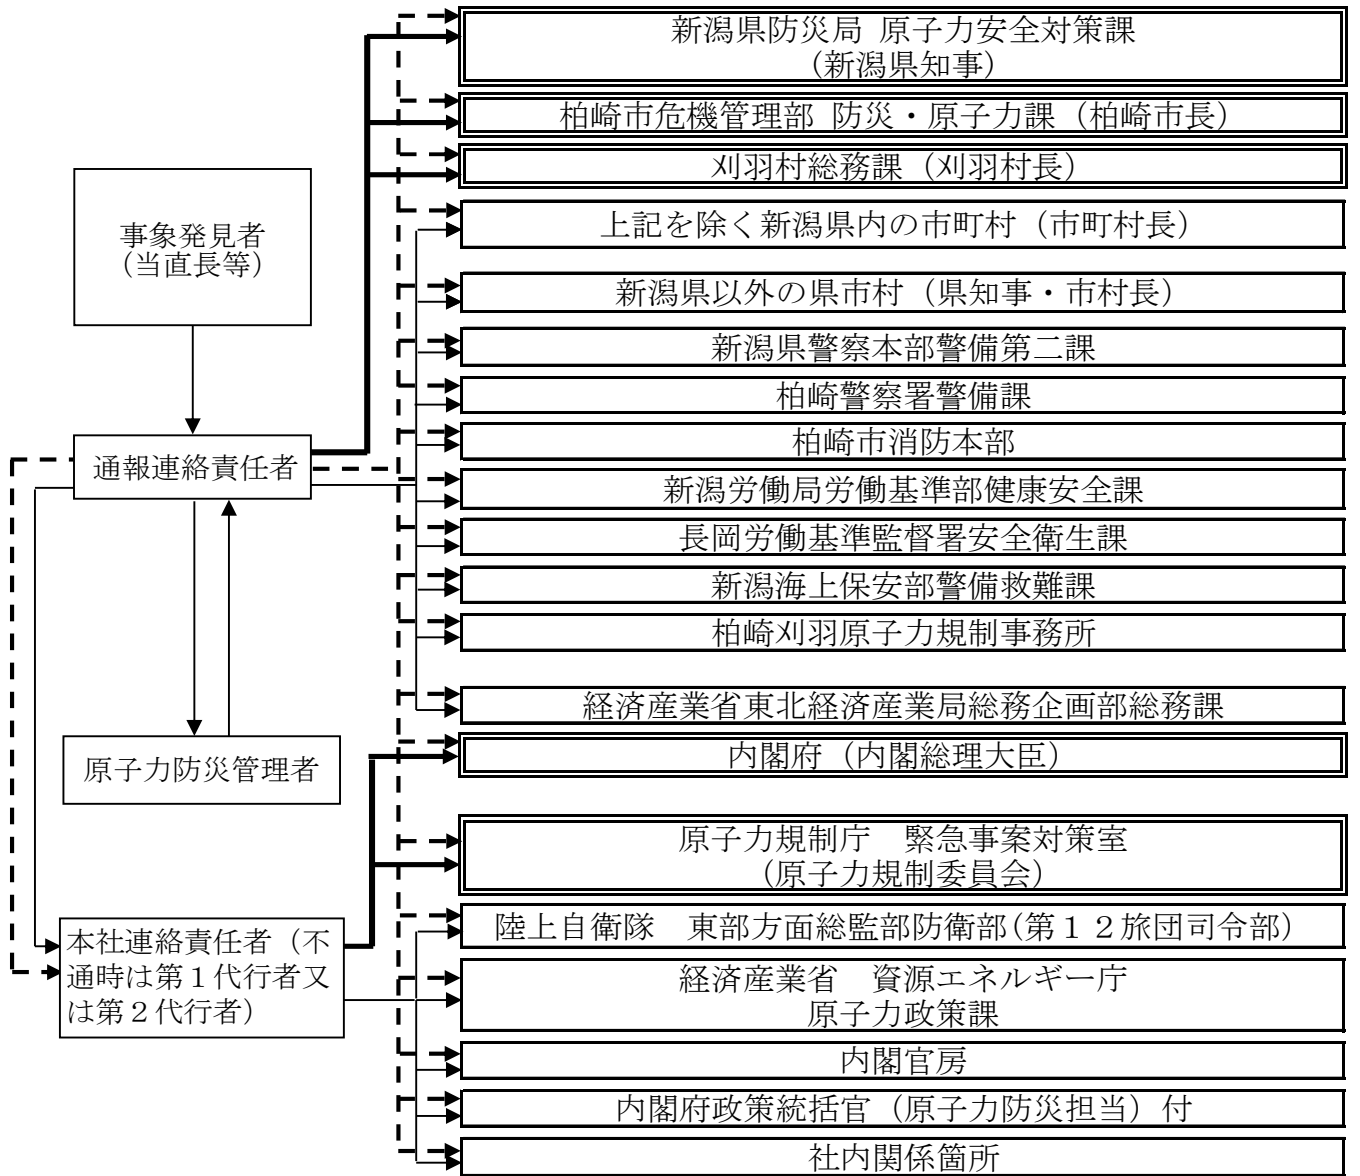 新潟県防災局 原子力安全対策課
(新潟県知事)
柏崎市危機管理部 防災・原子力課（柏崎市長）
刈羽村総務課（刈羽村長）
上記を除く新潟県内の市町村（市町村長）
新潟県以外の県市村（県知事・市村長）
新潟県警察本部警備第二課
柏崎警察署警備課
柏崎市消防本部
新潟労働局労働基準部健康安全課
長岡労働基準監督署安全衛生課
新潟海上保安部警備救難課
柏崎刈羽原子力規制事務所
経済産業省東北経済産業局総務企画部総務課
内閣府（内閣総理大臣）
原子力規制庁　緊急事案対策室
(原子力規制委員会)
陸上自衛隊　東部方面総監部防衛部(第１２旅団司令部)
経済産業省　資源エネルギー庁
原子力政策課
内閣官房
内閣府政策統括官（原子力防災担当）付
社内関係箇所
事象発見者
(当直長等)
通報連絡責任者
原子力防災管理者
本社連絡責任者（不
通時は第１代行者又
は第２代行者）